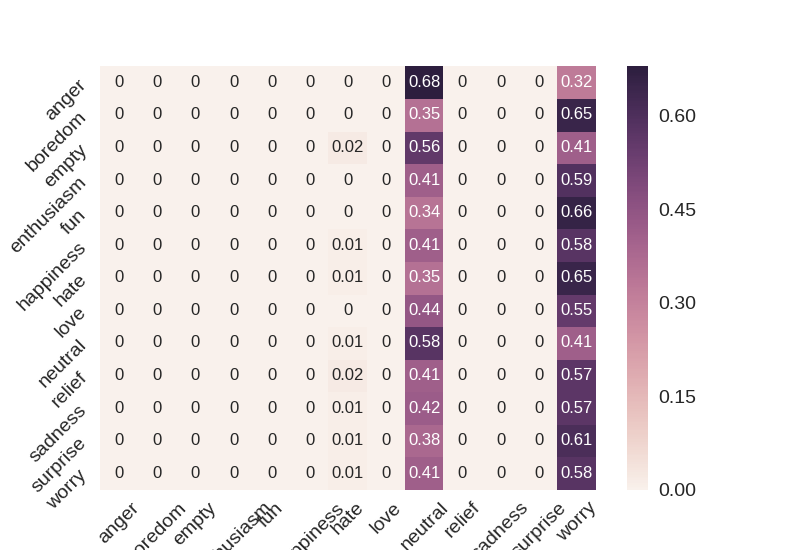 anger 0 0 0 0 0 0 0 0 0.68 0 0 0 0.32
boredom 0 0 0 0 0 0 0 0 0.35 0 0 0 0.65
empty 0 0 0 0 0 0 0.02 0 0.56 0 0 0 0.41
enthusiasm 0 0 0 0 0 0 0 0 0.41 0 0 0 0.59
fun 0 0 0 0 0 0 0 0 0.34 0 0 0 0.66
happiness 0 0 0 0 0 0 0.01 0 0.41 0 0 0 0.58
hate 0 0 0 0 0 0 0.01 0 0.35 0 0 0 0.65
love 0 0 0 0 0 0 0 0 0.44 0 0 0 0.55
neutral 0 0 0 0 0 0 0.01 0 0.58 0 0 0 0.41
relief 0 0 0 0 0 0 0.02 0 0.41 0 0 0 0.57
sadness 0 0 0 0 0 0 0.01 0 0.42 0 0 0 0.57
surprise 0 0 0 0 0 0 0.01 0 0.38 0 0 0 0.61
worry 0 0 0 0 0 0 0.01 0 0.41 0 0 0 0.58
anger oredom empty husiasm fun ppiness hate love neutral relief adness surprise worry
0.60
0.45
0.30
0.15
0.00